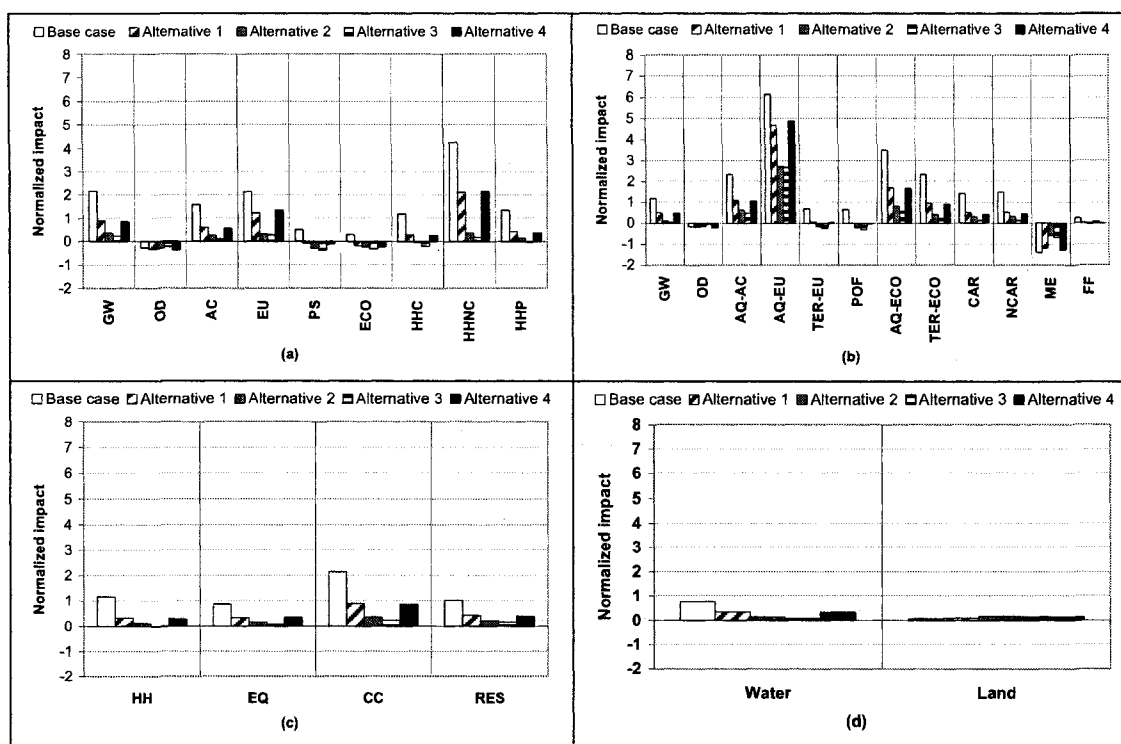 Base case Alternative 1 Alternative 2 Alternative 3 Alternative 4
8
7
6
5
4
3
2
1
0
-1
-2
Normalized impact
GW OD AC EU PS ECO HHC HHNC HHP
(a)
Base case Alternative 1 Alternative 2 Alternative 3 Alternative 4
8
7
6
5
4
3
2
1
0
-1
-2
Normalized impact
GW OD AQ-AC AQ-EU TER-EU POF AQ-ECO TER-ECO CAR NCAR ME FF
(b)
Base case Alternative 1 Alternative 2 Alternative 3 Alternative 4
8
7
6
5
4
3
2
1
0
-1
-2
Normalized impact
HH EQ CC RES
(c)
Base case Alternative 1 Alternative 2 Alternative 3 Alternative 4
8
7
6
5
4
3
2
1
0
-1
-2
Normalized impact
Water Land
(d)